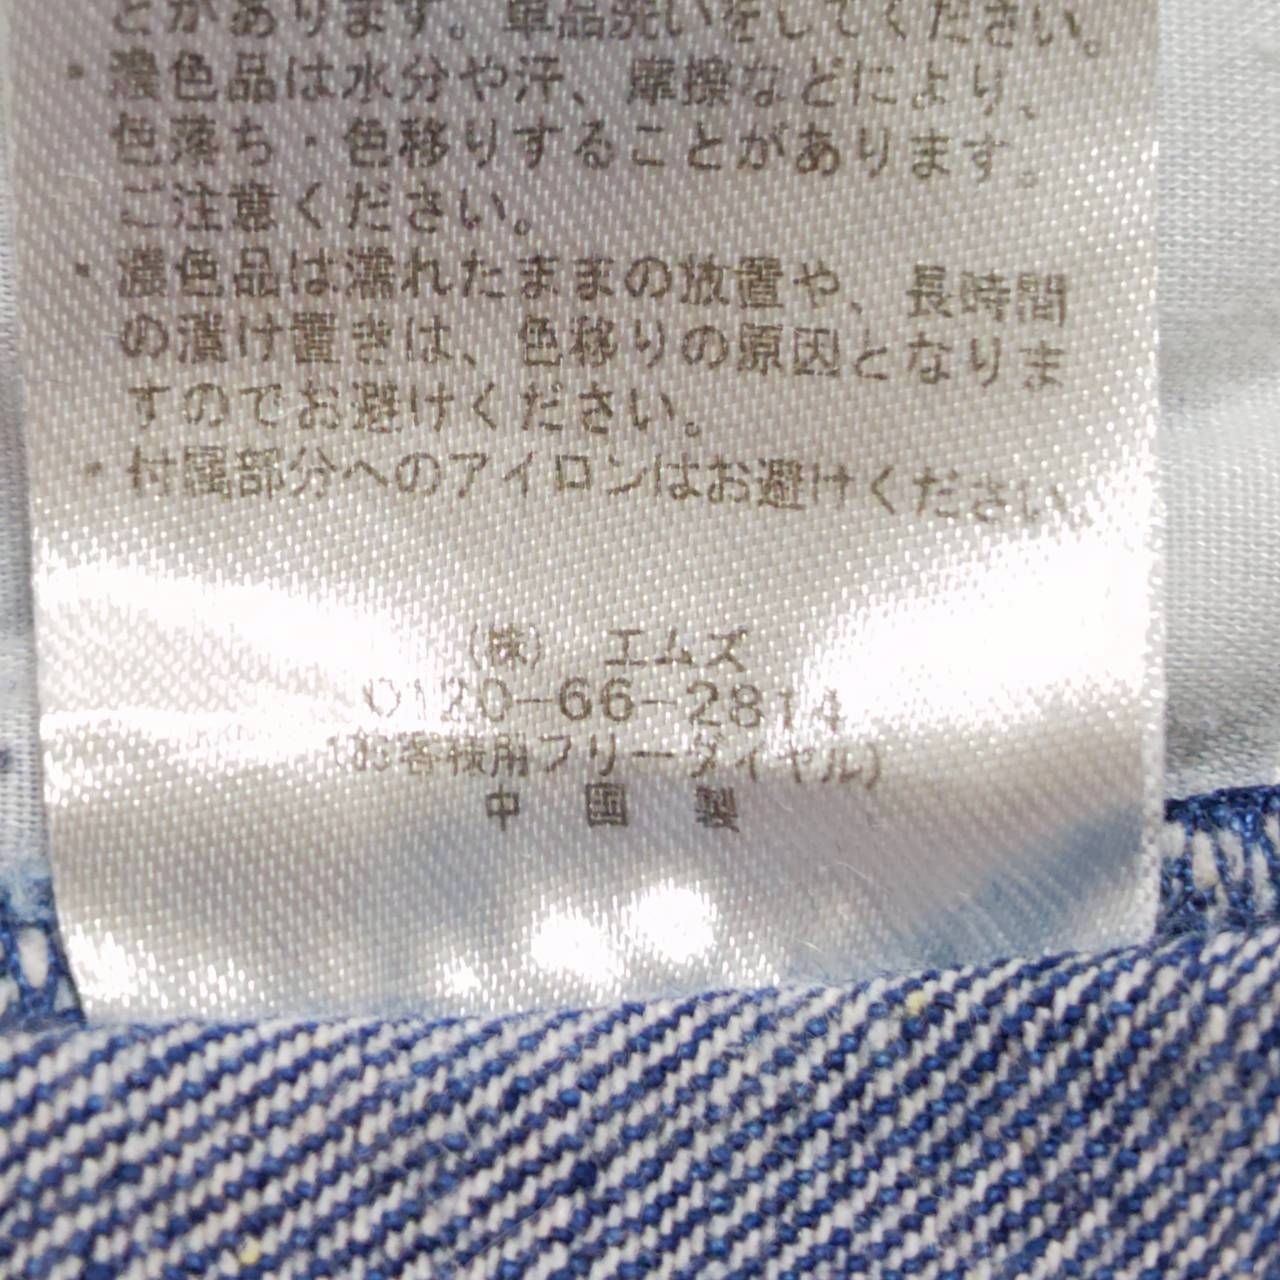 とがあります。単品洗いをしてください。
・濃色品は水分や汗、摩擦などにより、
色落ち・色移りすることがあります。
ご注意ください。
・濃色品は濡れたままの放置や、長時間
の漬け置きは、色移りの原因となりま
すのでお避けください。
・付属部分へのアイロンはお避けください。
(株) エムズ
0120-66-2814
(お客様用フリーダイヤル)
中国製